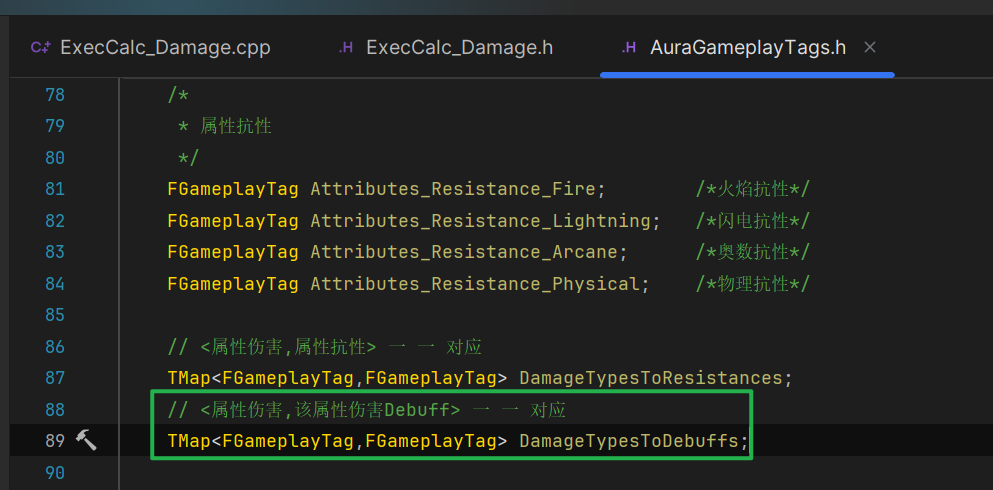 C++ ExecCalc_Damage.cpp .H ExecCalc_Damage.h .H AuraGameplayTags.h ×
78 /*
79 * 属性抗性
80 */
81 FGameplayTag Attributes_Resistance_Fire; /*火焰抗性*/
82 FGameplayTag Attributes_Resistance_Lightning; /*闪电抗性*/
83 FGameplayTag Attributes_Resistance_Arcane; /*奥数抗性*/
84 FGameplayTag Attributes_Resistance_Physical; /*物理抗性*/
85
86 // <属性伤害,属性抗性> 一 一 对应
87 TMap<FGameplayTag,FGameplayTag> DamageTypesToResistances;
88 // <属性伤害,该属性伤害Debuff> 一 一 对应
89 TMap<FGameplayTag,FGameplayTag> DamageTypesToDebuffs;
90